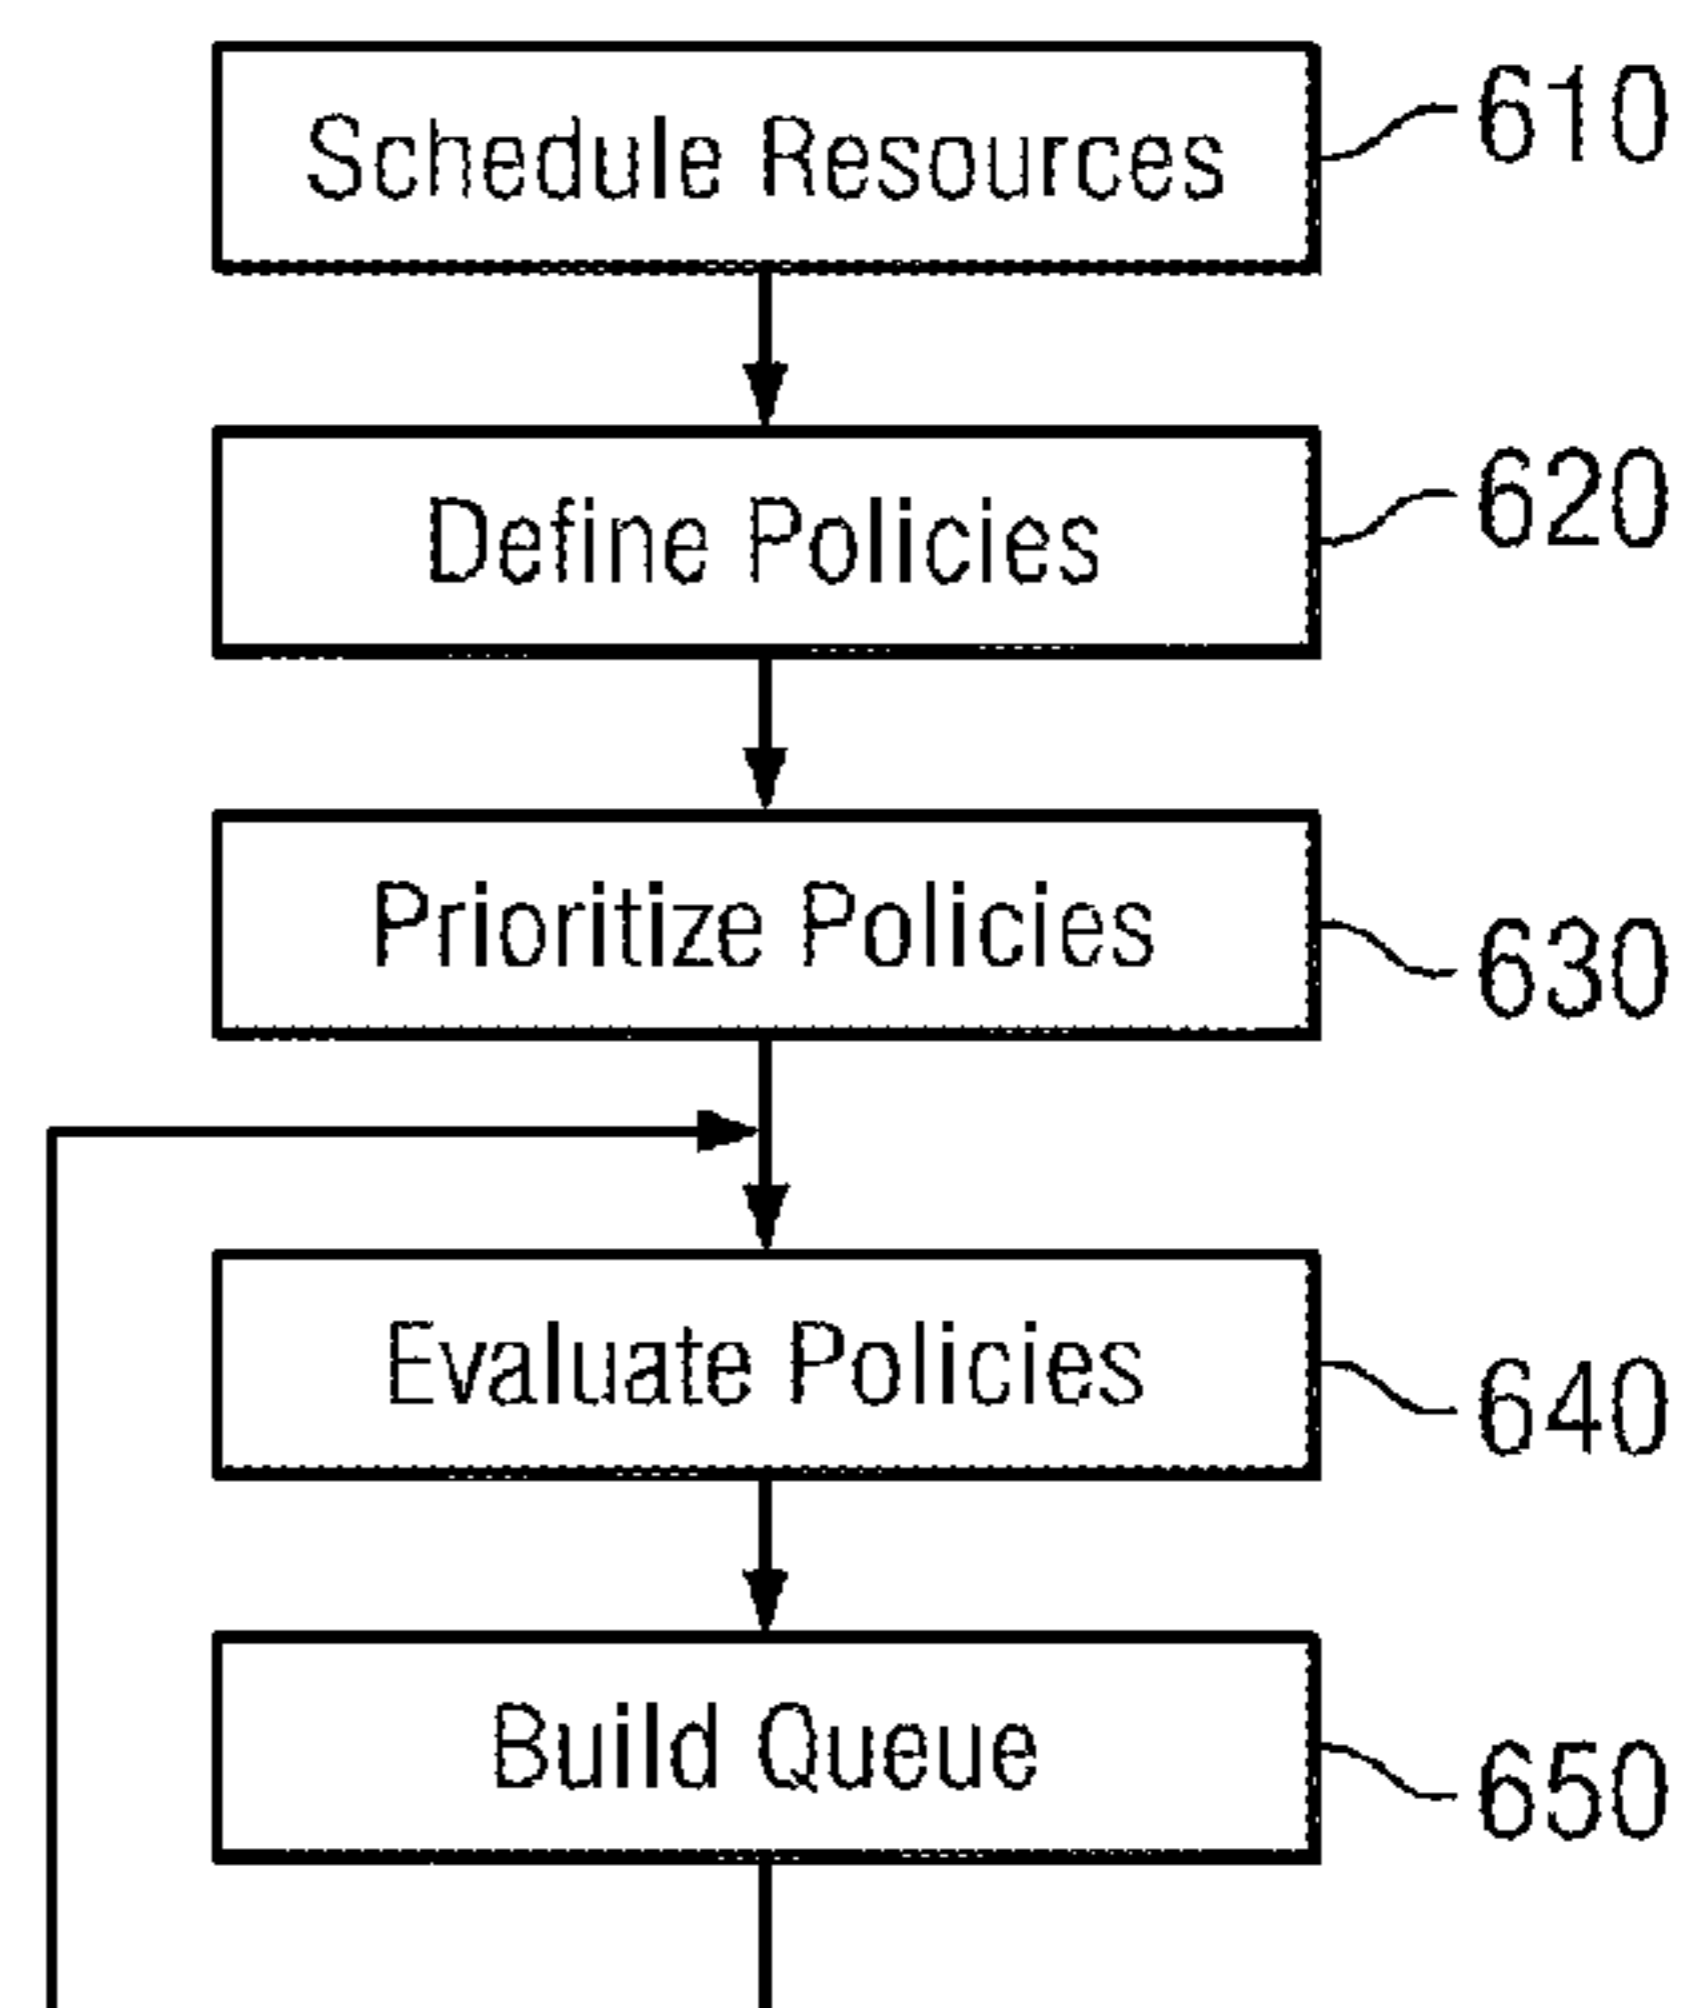 Schedule Resources
610
Define Policies
620
Prioritize Policies
630
Evaluate Policies
640
Build Queue
650